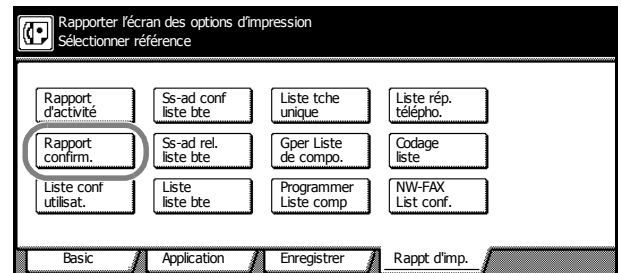 Rapporter l'écran des options d'impression
Sélectionner référence
Rapport
d'activité
Ss-ad conf
liste bte
Liste tche
unique
Liste rép.
télépho.
Rapport
confirm.
Ss-ad rel.
liste bte
Gper Liste
de compo.
Codage
liste
Liste conf
utilisat.
Liste
liste bte
Programmer
Liste comp
NW-FAX
List conf.
Basic
Application
Enregistrer
Rappt d'imp.